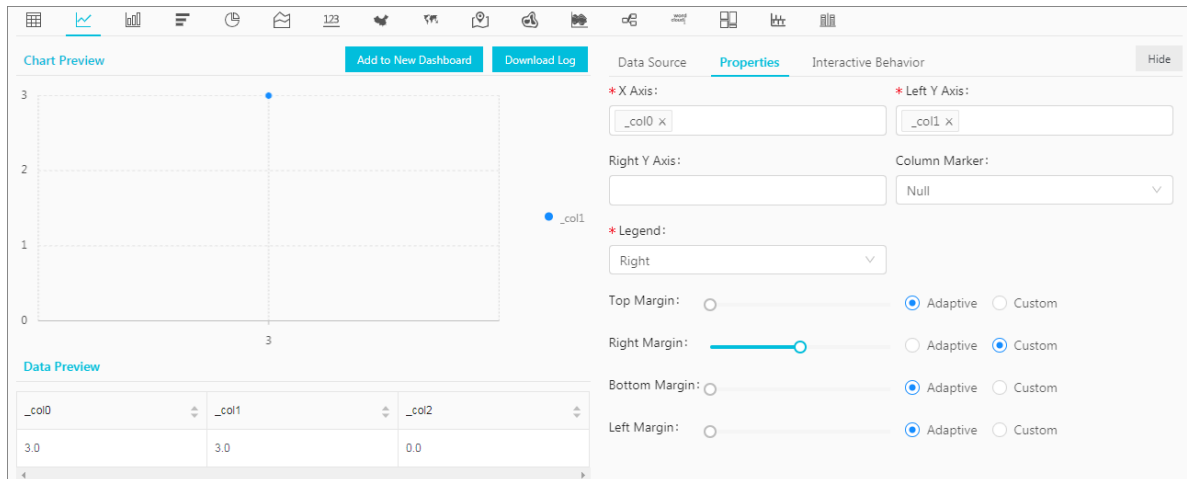 123
word
cloud
Chart Preview
Add to New Dashboard
Download Log
3
2
1
0
3
_col1
Data Preview
_col0 _col1 _col2
3.0 3.0 0.0
Data Source Properties Interactive Behavior Hide
* X Axis: * Left Y Axis:
_col0 × _col1 ×
Right Y Axis: Column Marker:
Null
* Legend:
Right
Top Margin: Adaptive Custom
Right Margin: Adaptive Custom
Bottom Margin: Adaptive Custom
Left Margin: Adaptive Custom